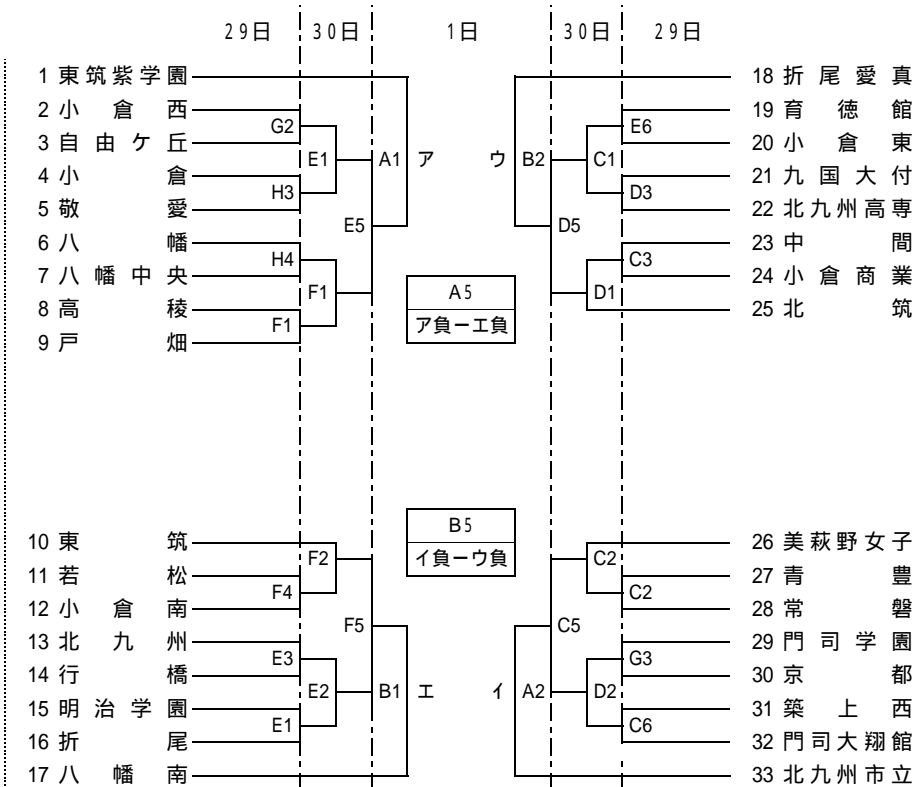 29日 30日 1日 30日 29日
1 東筑紫学園 18 折尾愛真
2 小倉西 19 育徳館
G2 E6
3 自由ケ丘 20 小倉東
E1 A1 ア ウ B2 C1
4 小倉 21 九国大付
H3 D3
5 敬愛 22 北九州高専
E5 D5
6 八幡 23 中間
H4 C3
7 八幡中央 24 小倉商業
F1 A5 D1
8 高稜 25 北筑
F1 ア負ーエ負
9 戸畑
B5
10 東筑 26 美萩野女子
F2 イ負ーウ負 C2
11 若松 27 青豊
F4 C2
12 小倉南 28 常磐
F5 C5
13 北九州 29 門司学園
E3 G3
14 行橋 30 京都
E2 B1 エ イ A2 D2
15 明治学園 31 築上西
E1 C6
16 折尾 32 門司大翔館
17 八幡南 33 北九州市立